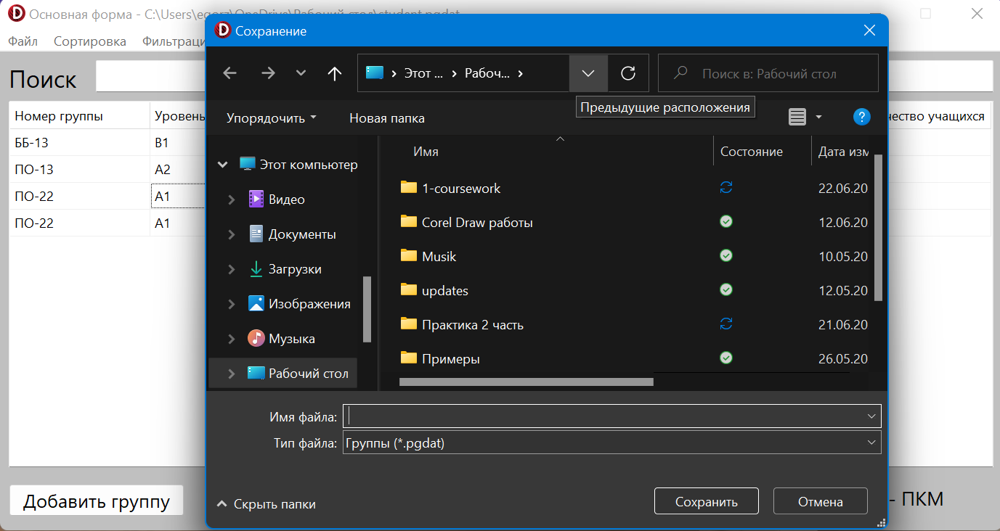 Основная форма - C:\Users\egorz\OneDrive\Рабочий стол\student.pgdat
Сохранение
Файл Сортировка Фильтраци
Поиск
Этот ... Рабоч...
Поиск в: Рабочий стол
Предыдущие расположения
Номер группы Уровень чество учащихся
Упорядочить Новая папка
ББ-13 B1
ПО-13 A2
ПО-22 A1
ПО-22 A1
Этот компьютер
Видео
Документы
Загрузки
Изображения
Музыка
Рабочий стол
Имя Состояние Дата изм
1-coursework 22.06.20
Corel Draw работы 12.06.20
Musik 10.05.20
updates 12.05.20
Практика 2 часть 21.06.20
Примеры 26.05.20
Имя файла:
Тип файла: Группы (*.pgdat)
Скрыть папки Сохранить Отмена
Добавить группу - ПКМ